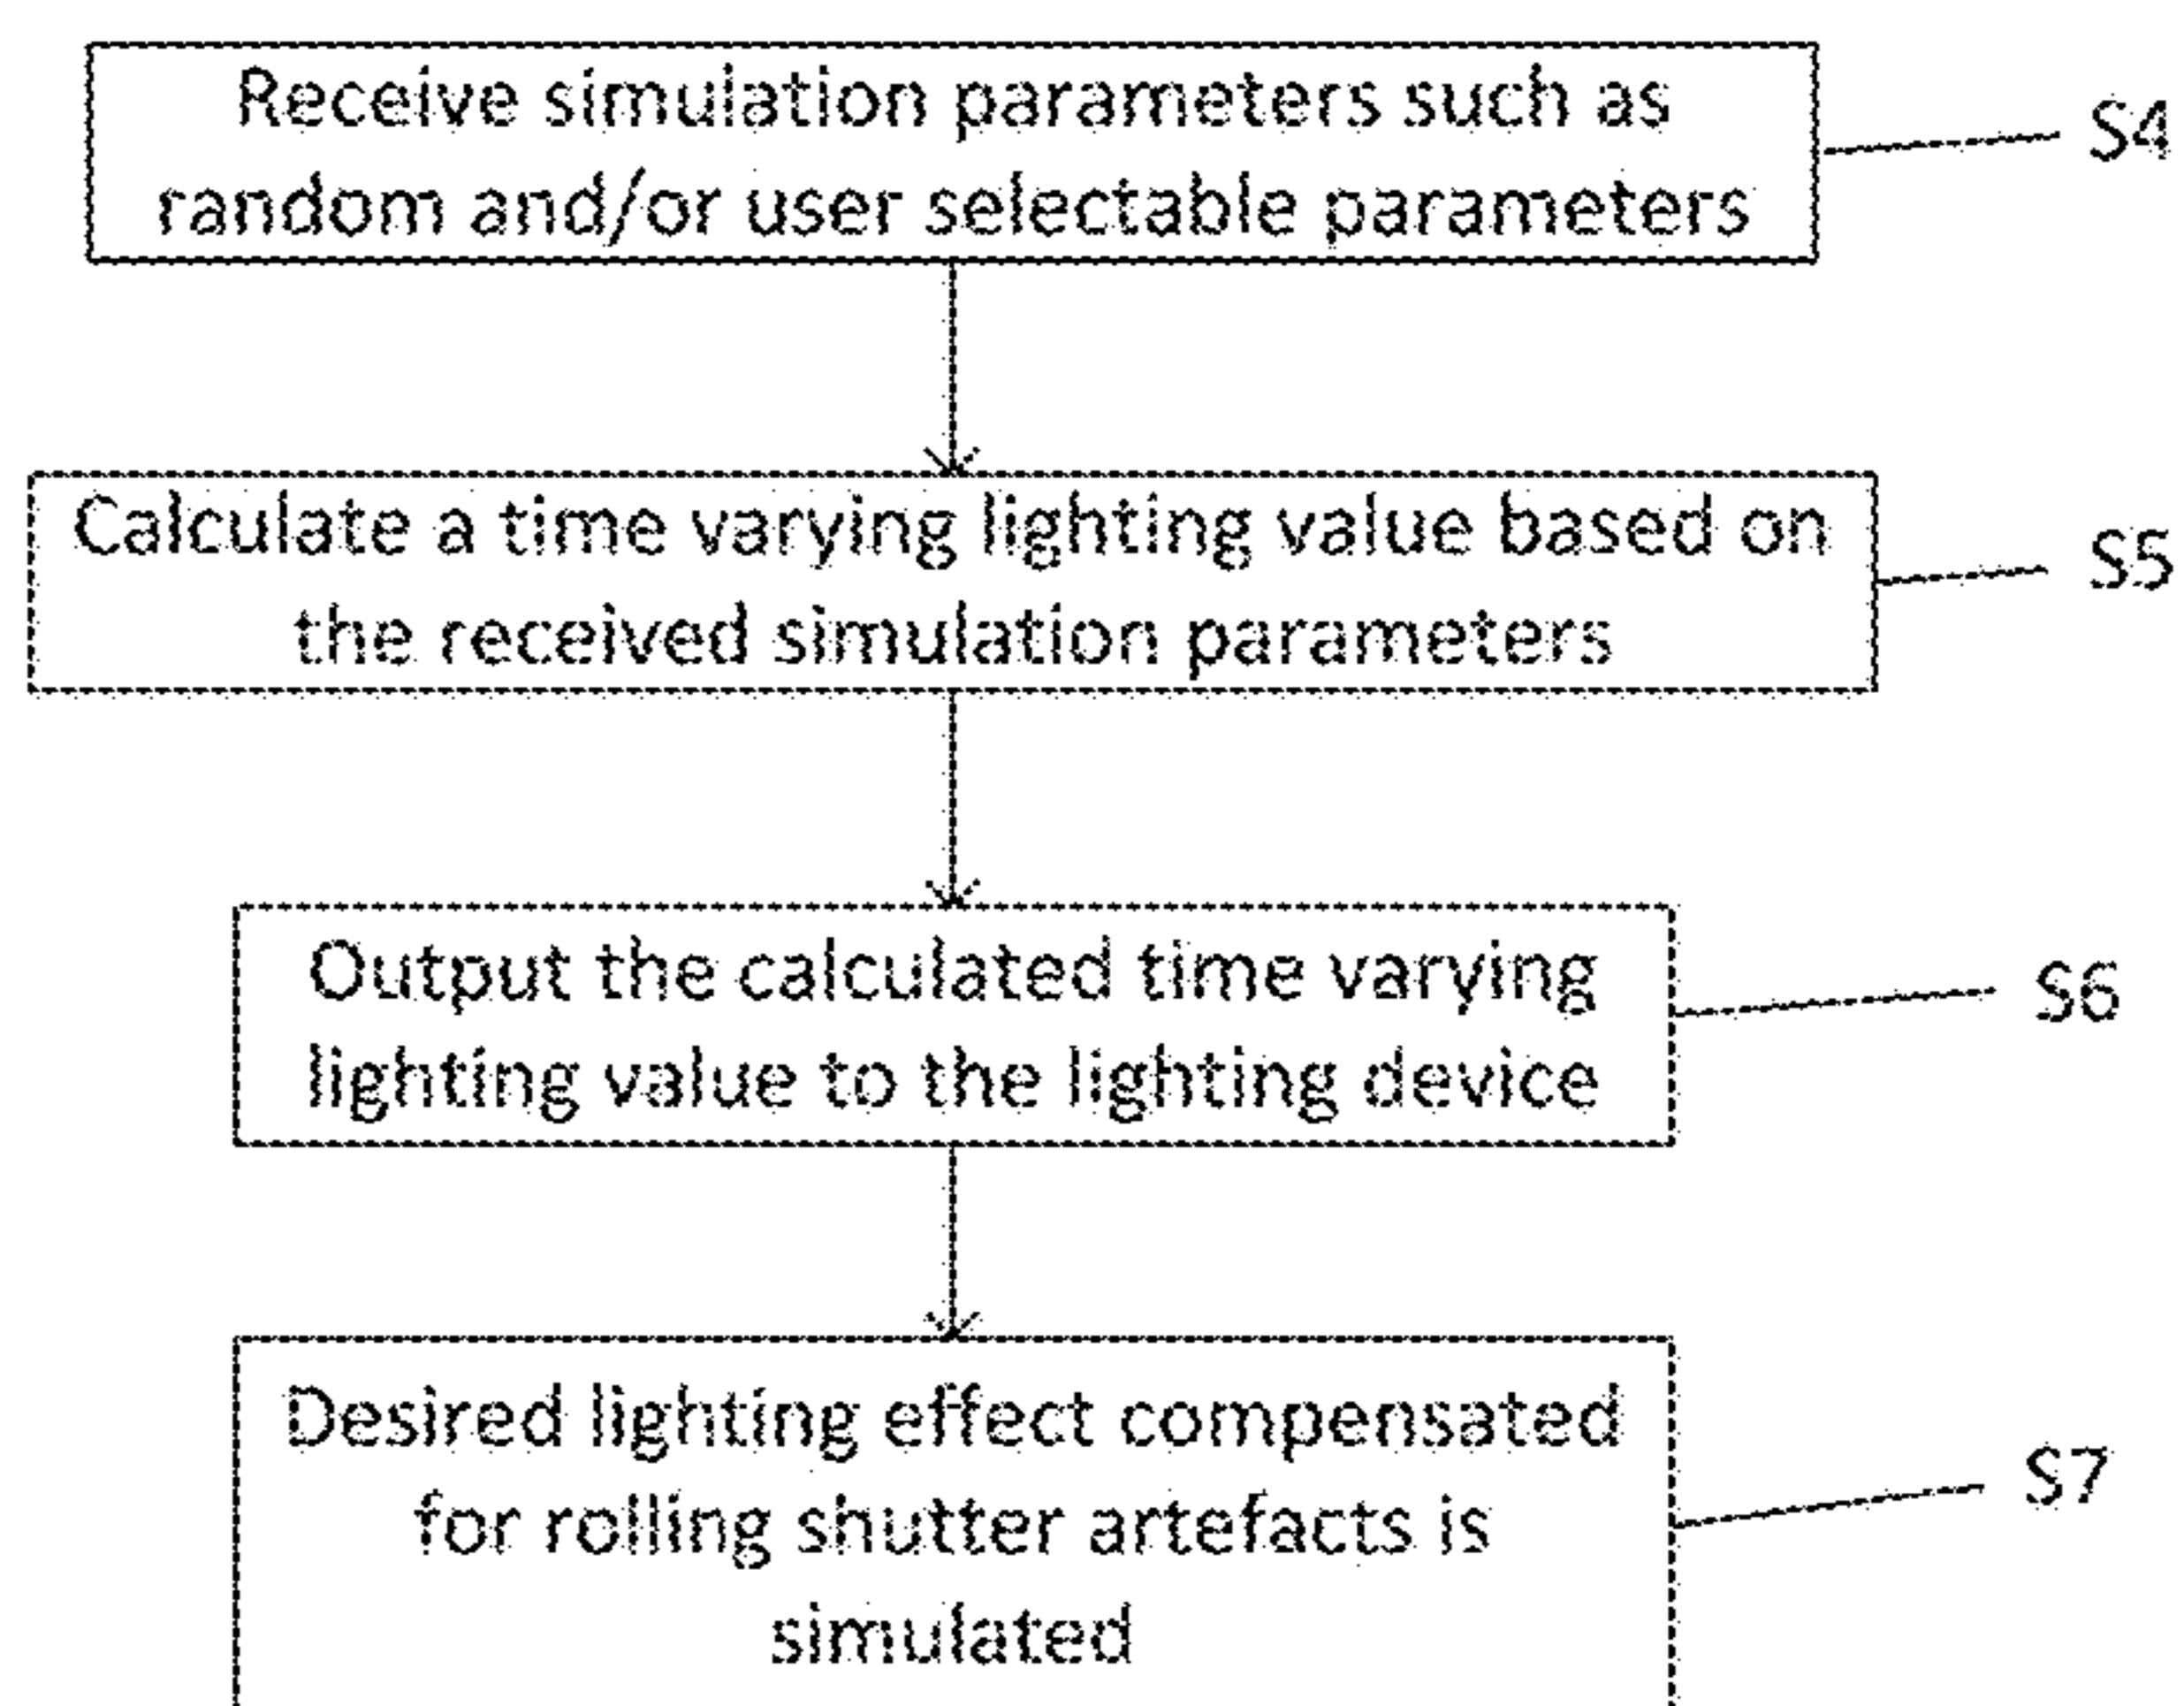 Receive simulation parameters such as
random and/or user selectable parameters
S4
Calculate a time varying lighting value based on
the received simulation parameters
S5
Output the calculated time varying
lighting value to the lighting device
S6
Desired lighting effect compensated
for rolling shutter artefacts is
simulated
S7